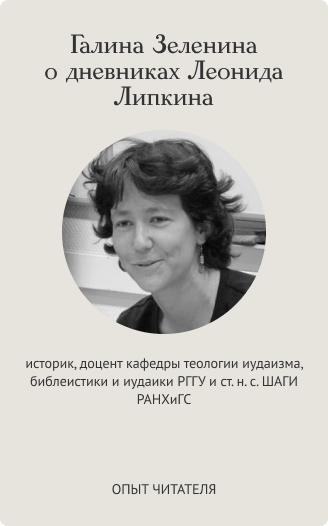 Галина Зеленина
о дневниках Леонида
Липкина
историк, доцент кафедры теологии иудаизма,
библеистики и иудаики РГГУ и ст. н. с. ШАГИ
РАНХиГС
ОПЫТ ЧИТАТЕЛЯ